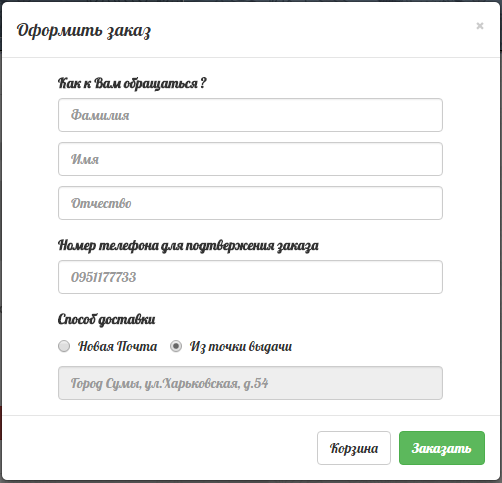 Оформить заказ
×
Как к Вам обращаться ?
Фамилия
Имя
Отчество
Номер телефона для подтвержения заказа
0951177733
Способ доставки
Новая Почта Из точки выдачи
Город Сумы, ул.Харьковская, д.54
Корзина Заказать